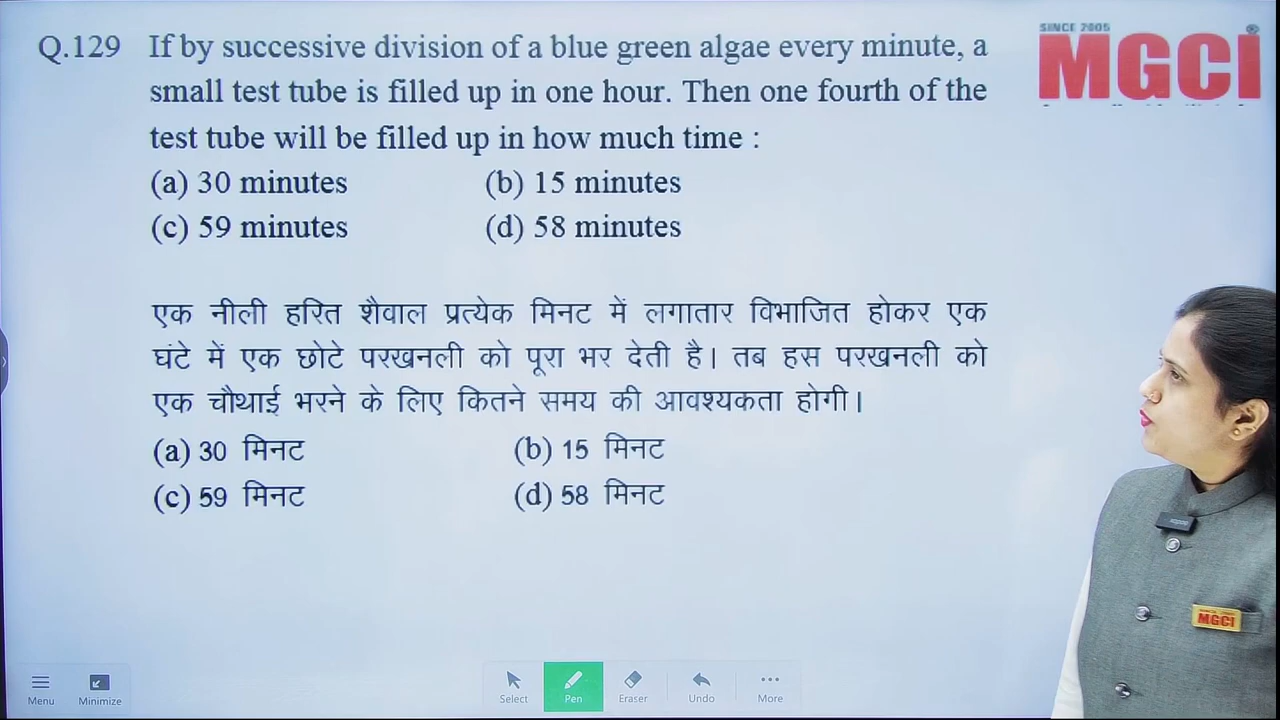 Q.129 If by successive division of a blue green algae every minute, a
small test tube is filled up in one hour. Then one fourth of the
test tube will be filled up in how much time :
(a) 30 minutes (b) 15 minutes
(c) 59 minutes (d) 58 minutes
एक नीली हरित शैवाल प्रत्येक मिनट में लगातार विभाजित होकर एक
घंटे में एक छोटे परखनली को पूरा भर देती है। तब हस परखनली को
एक चौथाई भरने के लिए कितने समय की आवश्यकता होगी।
(a) 30 मिनट (b) 15 मिनट
(c) 59 मिनट (d) 58 मिनट
SINCE 2005
MGCI
®
MGCI
Menu Minimize Select Pen Eraser Undo More